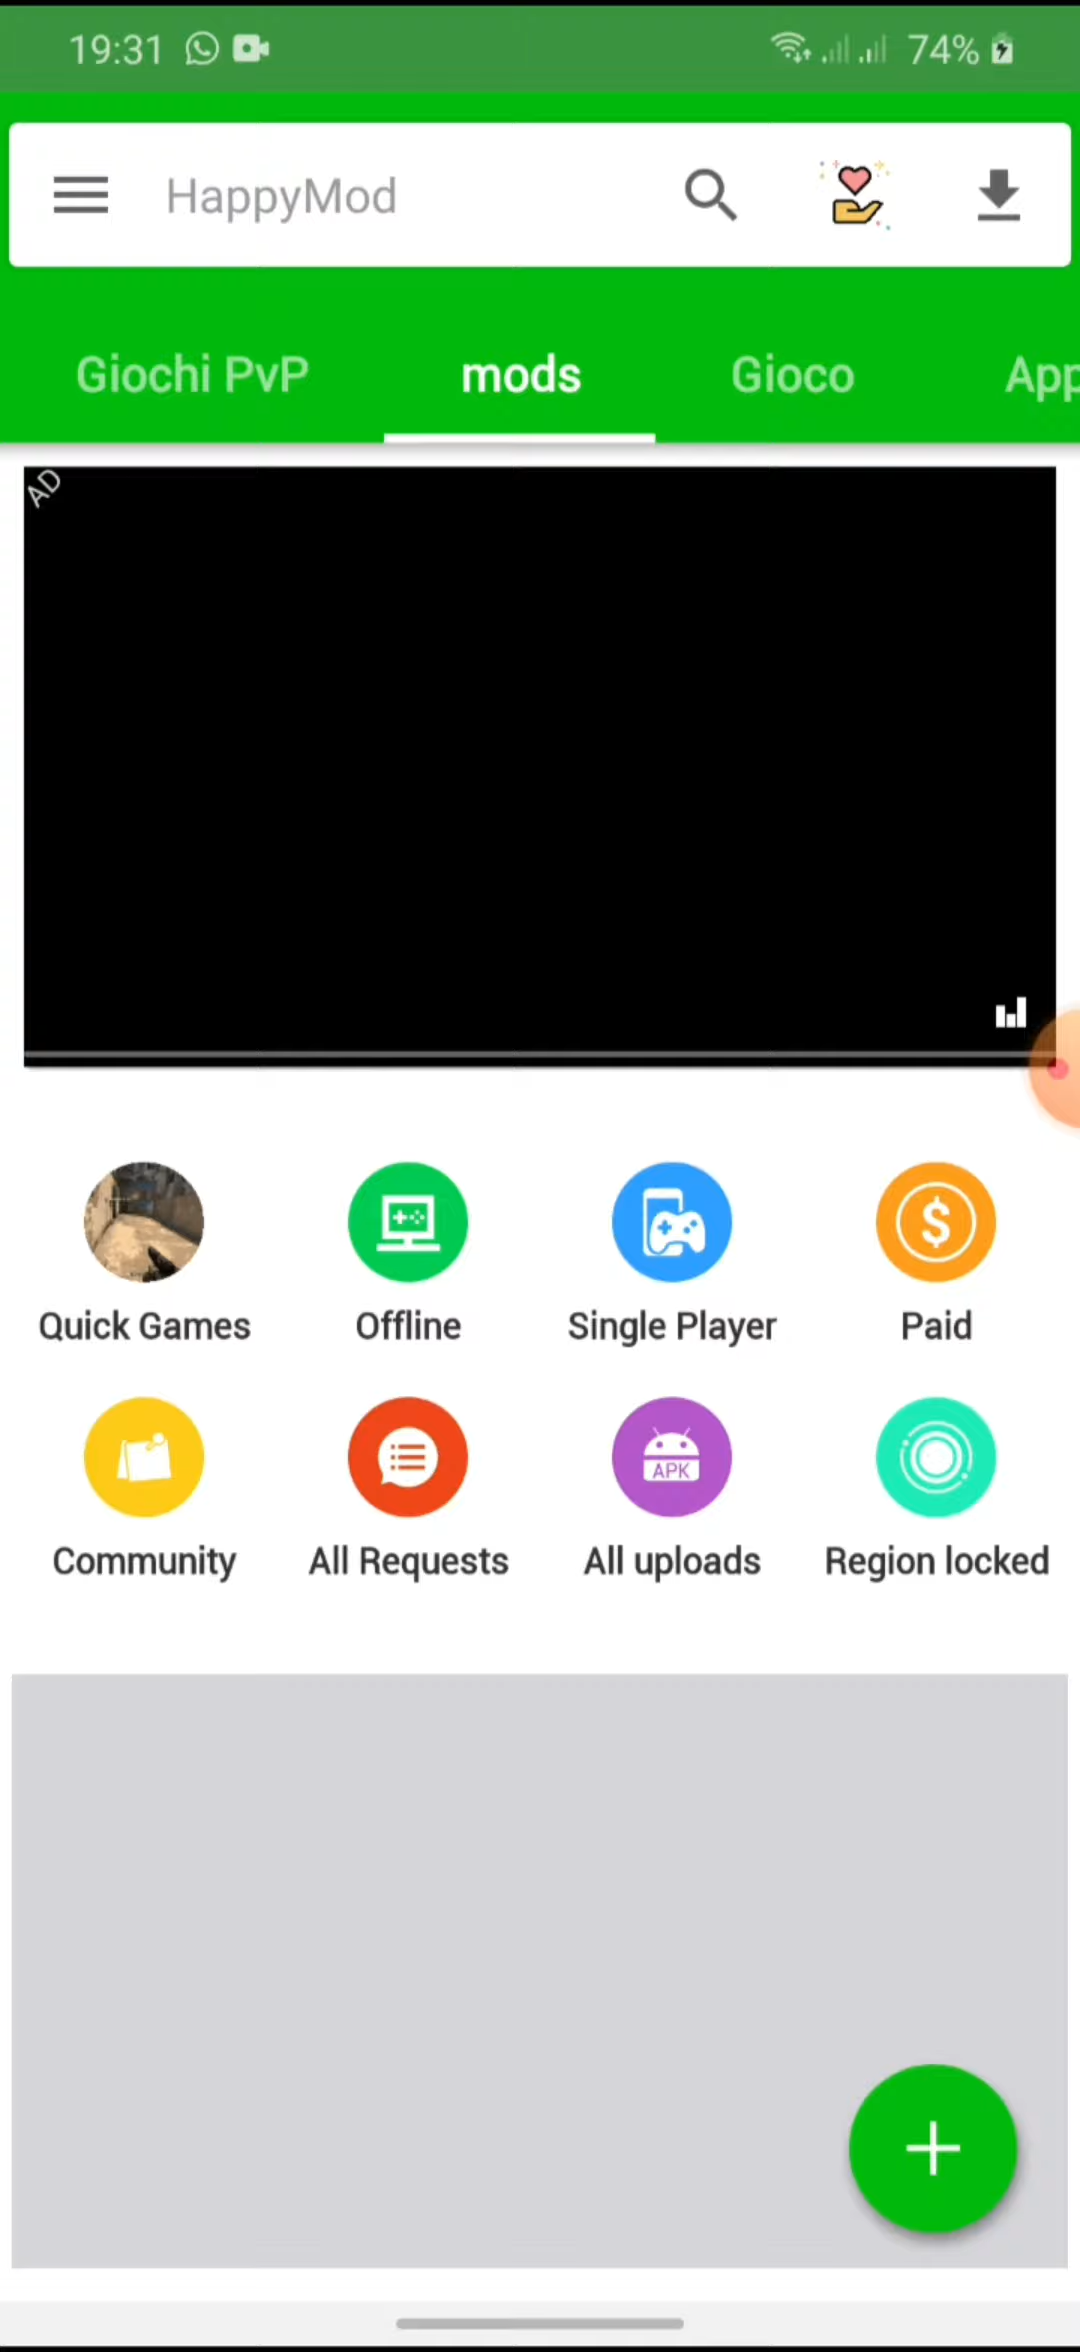 19:31 74%
HappyMod
Giochi PvP mods Gioco App
AD
Quick Games Offline Single Player Paid
APK
Community All Requests All uploads Region locked